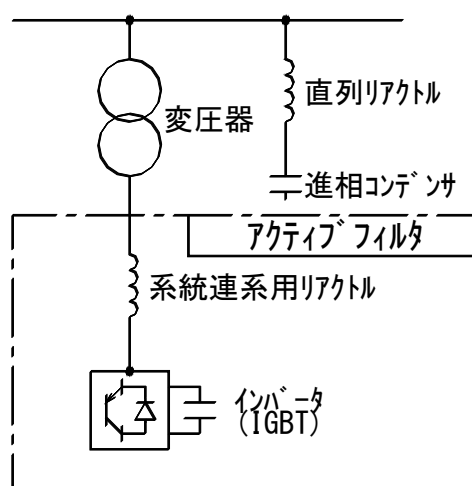 直列リアクトル
変圧器
進相コンデンサ
アクティブフィルタ
系統連系用リアクトル
インバータ
(IGBT)